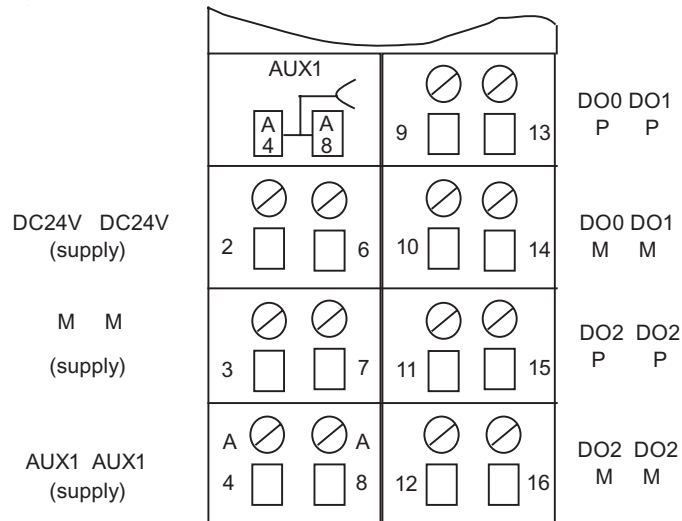 AUX1
A A
4 8
9 13
DO0 DO1
P P
DC24V DC24V
(supply)
2 6
10 14
DO0 DO1
M M
M M
(supply)
3 7
11 15
DO2 DO2
P P
AUX1 AUX1
(supply)
A A
4 8
12 16
DO2 DO2
M M